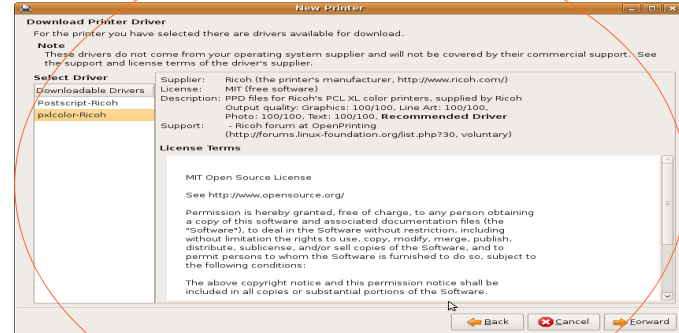 New Printer
Download Printer Driver
For the printer you have selected there are drivers available for download.
Note
These drivers do not come from your operating system supplier and will not be covered by their commercial support. See
the support and license terms of the driver's supplier.
Select Driver
Downloadable Drivers
Postscript-Ricoh
pxlcolor-Ricoh
Supplier: Ricoh (the printer's manufacturer, http://www.ricoh.com/)
License: MIT (free software)
Description: PPD files for Ricoh's PCL XL color printers, supplied by Ricoh
Output quality: Graphics: 100/100, Line Art: 100/100,
Photo: 100/100, Text: 100/100, Recommended Driver
Support: - Ricoh forum at OpenPrinting
(http://forums.linux-foundation.org/list.php?30, voluntary)
License Terms
MIT Open Source License
See http://www.opensource.org/
Permission is hereby granted, free of charge, to any person obtaining
a copy of this software and associated documentation files (the
"Software"), to deal in the Software without restriction, including
without limitation the rights to use, copy, modify, merge, publish,
distribute, sublicense, and/or sell copies of the Software, and to
permit persons to whom the Software is furnished to do so, subject to
the following conditions:
The above copyright notice and this permission notice shall be
included in all copies or substantial portions of the Software.
Back
Cancel
Forward